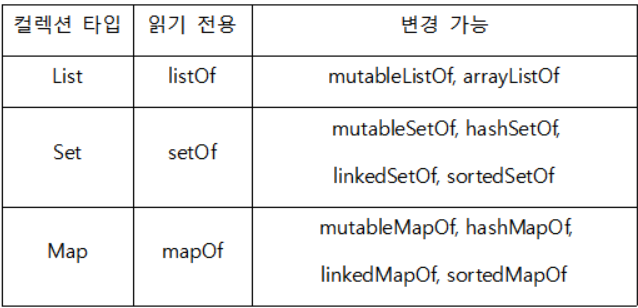 컬렉션 타입 읽기 전용 변경 가능
List listOf mutableListOf, arrayListOf
Set setOf mutableSetOf, hashSetOf,
linkedSetOf, sortedSetOf
Map mapOf mutableMapOf, hashMapOf,
linkedMapOf, sortedMapOf